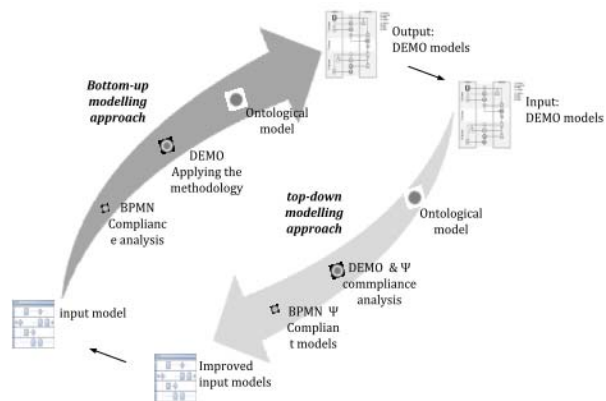 Output:
DEMO models
Bottom-up
modelling
approach
Ontological
model
Input:
DEMO models
DEMO
Applying the
methodology
BPMN
Complianc
e analysis
top-down
modelling
approach
Ontological
model
DEMO & Ψ
commpliance
analysis
BPMN Ψ
Complian
t models
input model
Improved
input models